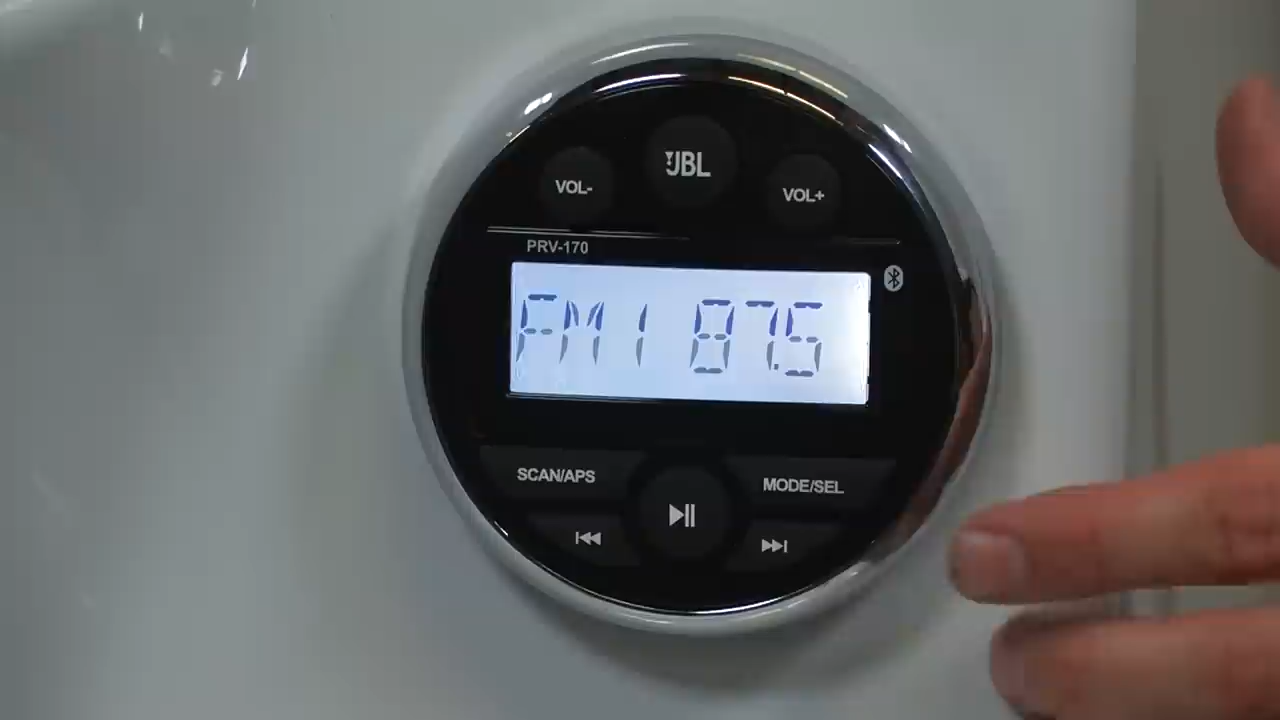 JBL
VOL-
VOL+
PRV-170
FM1 87.5
SCAN/APS
MODE/SEL